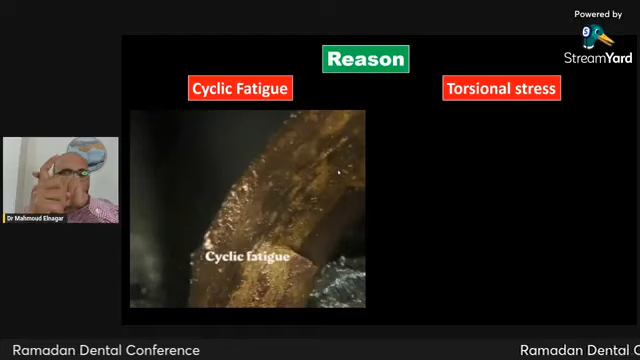 Powered by
StreamYard
Reason
Cyclic Fatigue
Torsional stress
Cyclic fatigue
Dr Mahmoud Elnagar
Ramadan Dental Conference
Ramadan Dental Co